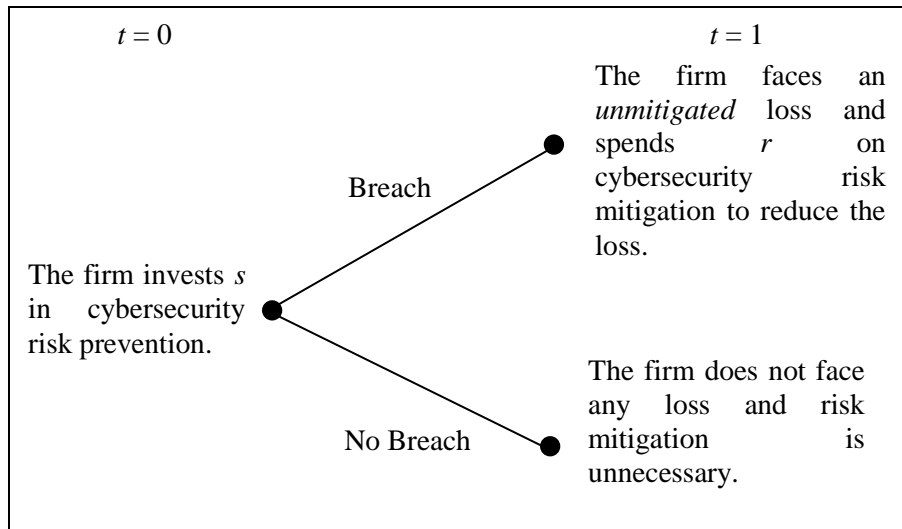 t = 0
t = 1
The firm faces an
unmitigated loss and
spends r on
cybersecurity risk
mitigation to reduce the
loss.
Breach
The firm invests s
in cybersecurity
risk prevention.
The firm does not face
any loss and risk
mitigation is
unnecessary.
No Breach